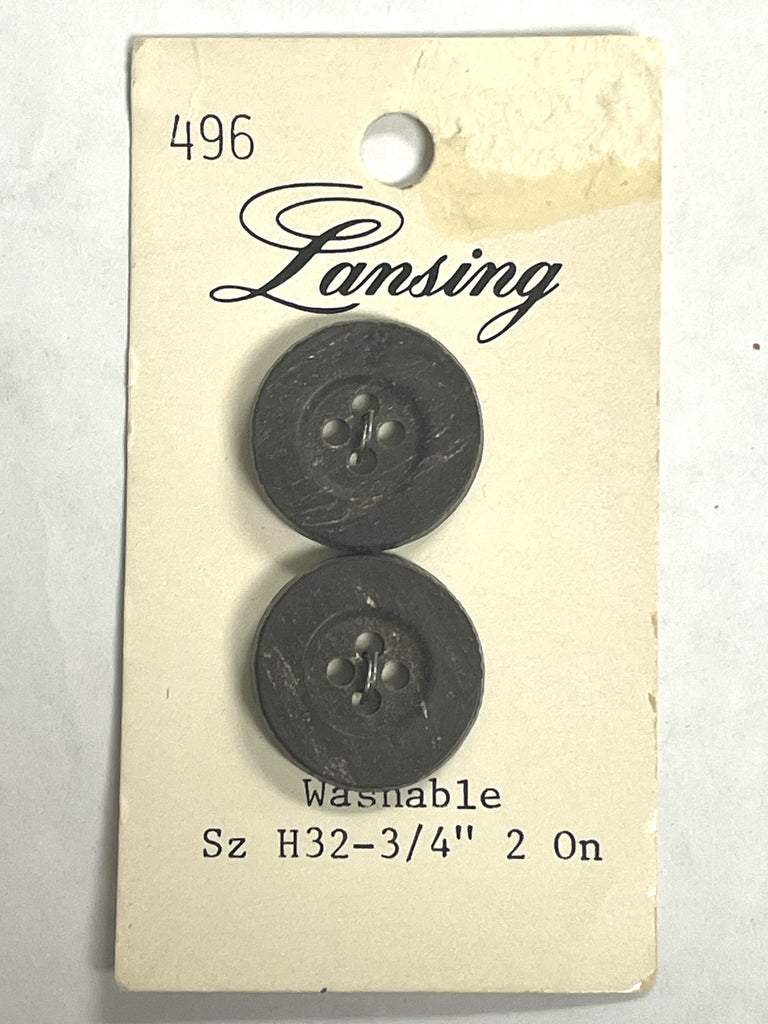 496
Lansing
Washable
Sz H32-3/4" 2 On